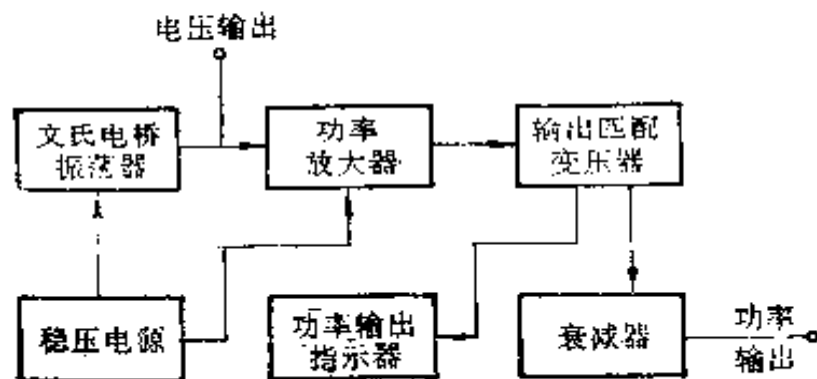 电压输出
文氏电桥
振荡器
功率
放大器
输出匹配
变压器
稳压电源
功率输出
指示器
衰减器
功率
输出